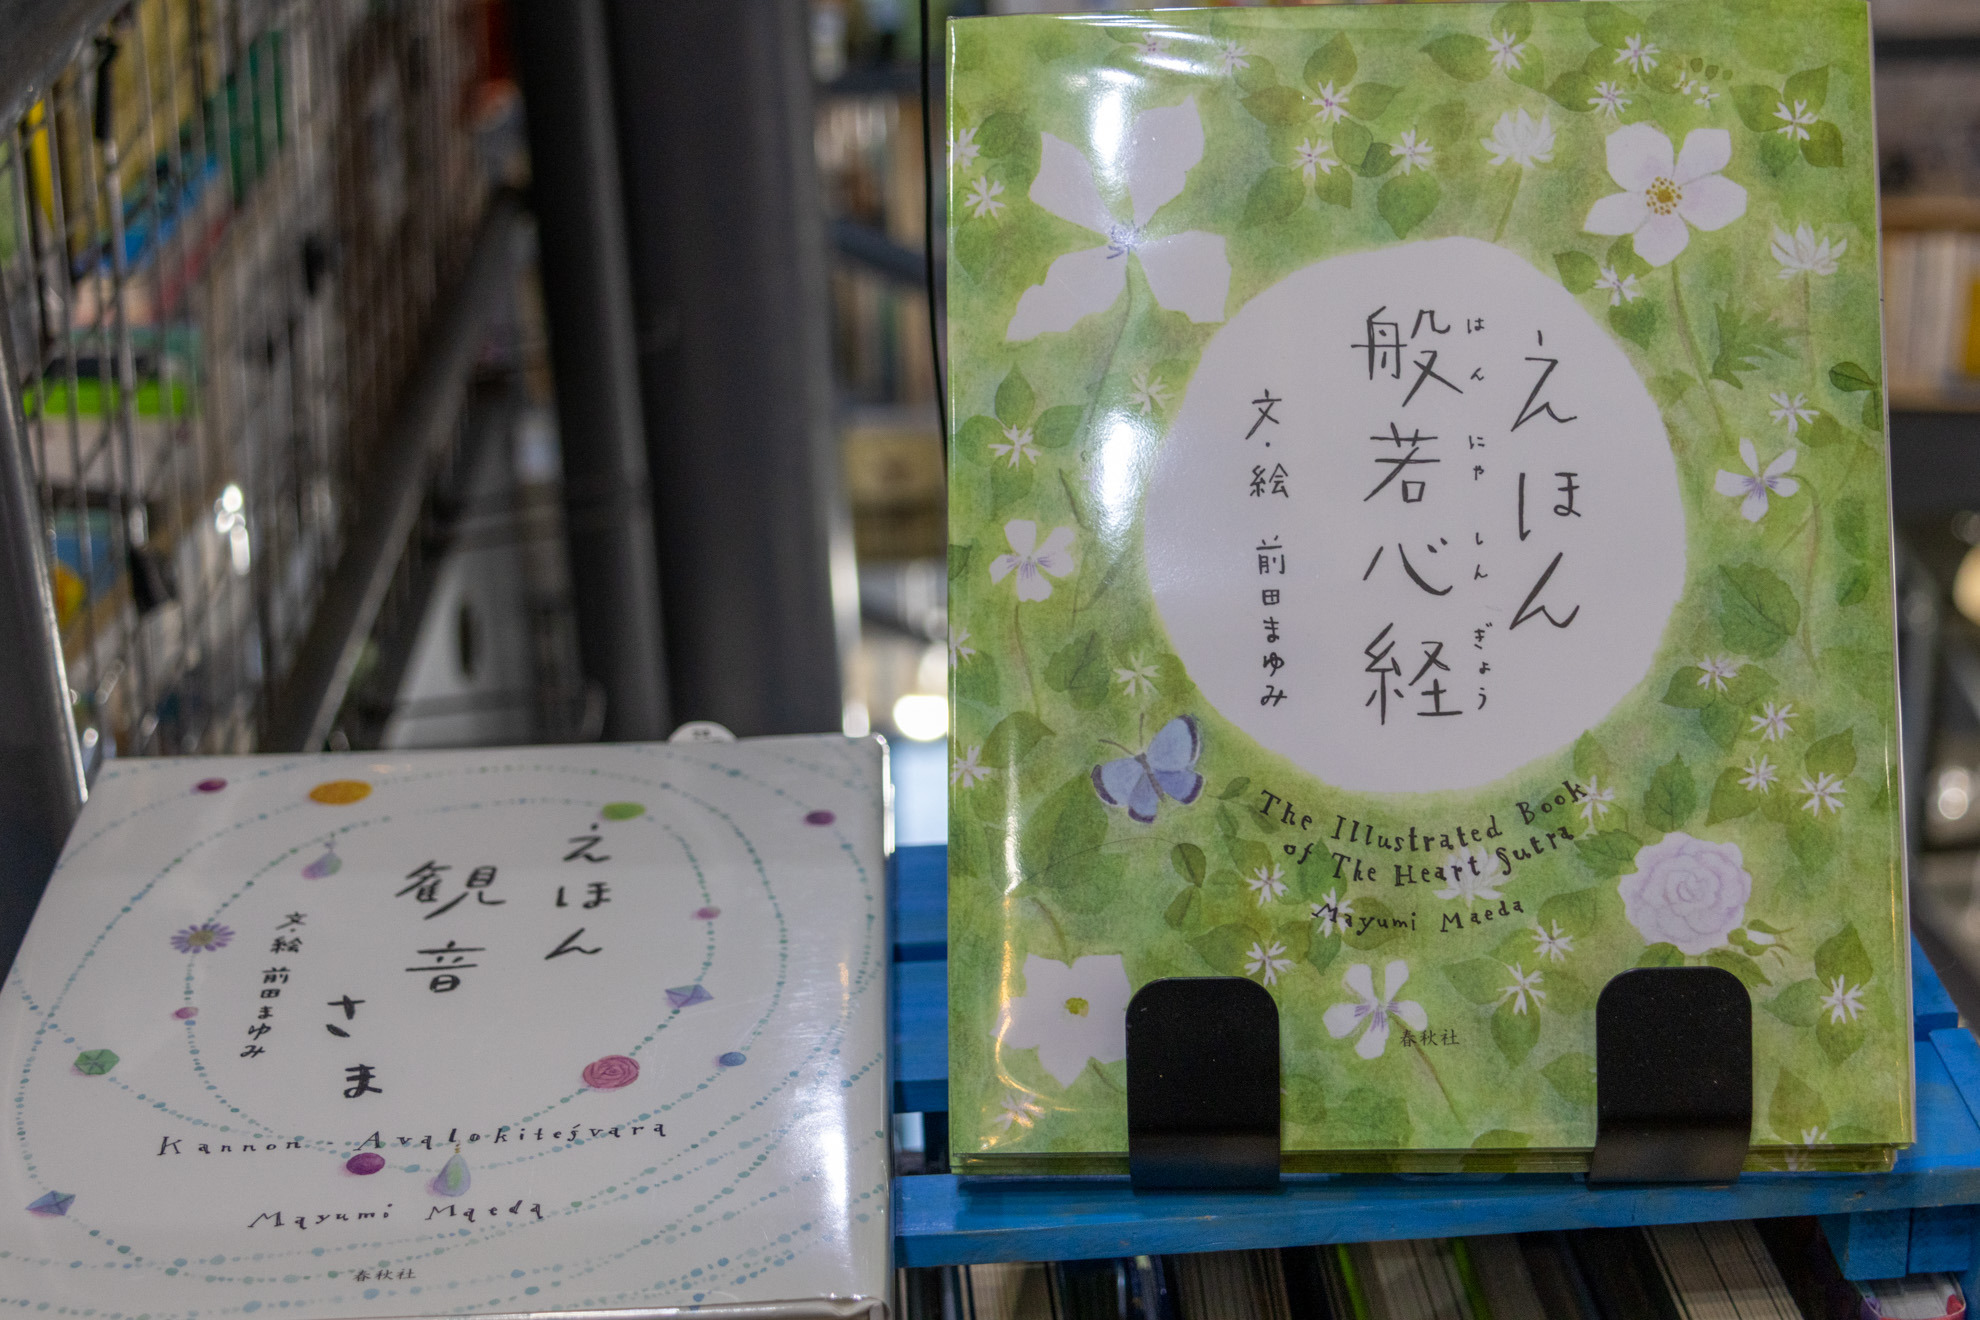 えほん
観音
さま
文・絵 前田まゆみ
Kannon - Avalokiteśvara
Mayumi Maeda
春秋社
えほん
般若心経
はんにゃしんぎょう
文・絵 前田まゆみ
The Illustrated Book
of The Heart Sutra
Mayumi Maeda
春秋社